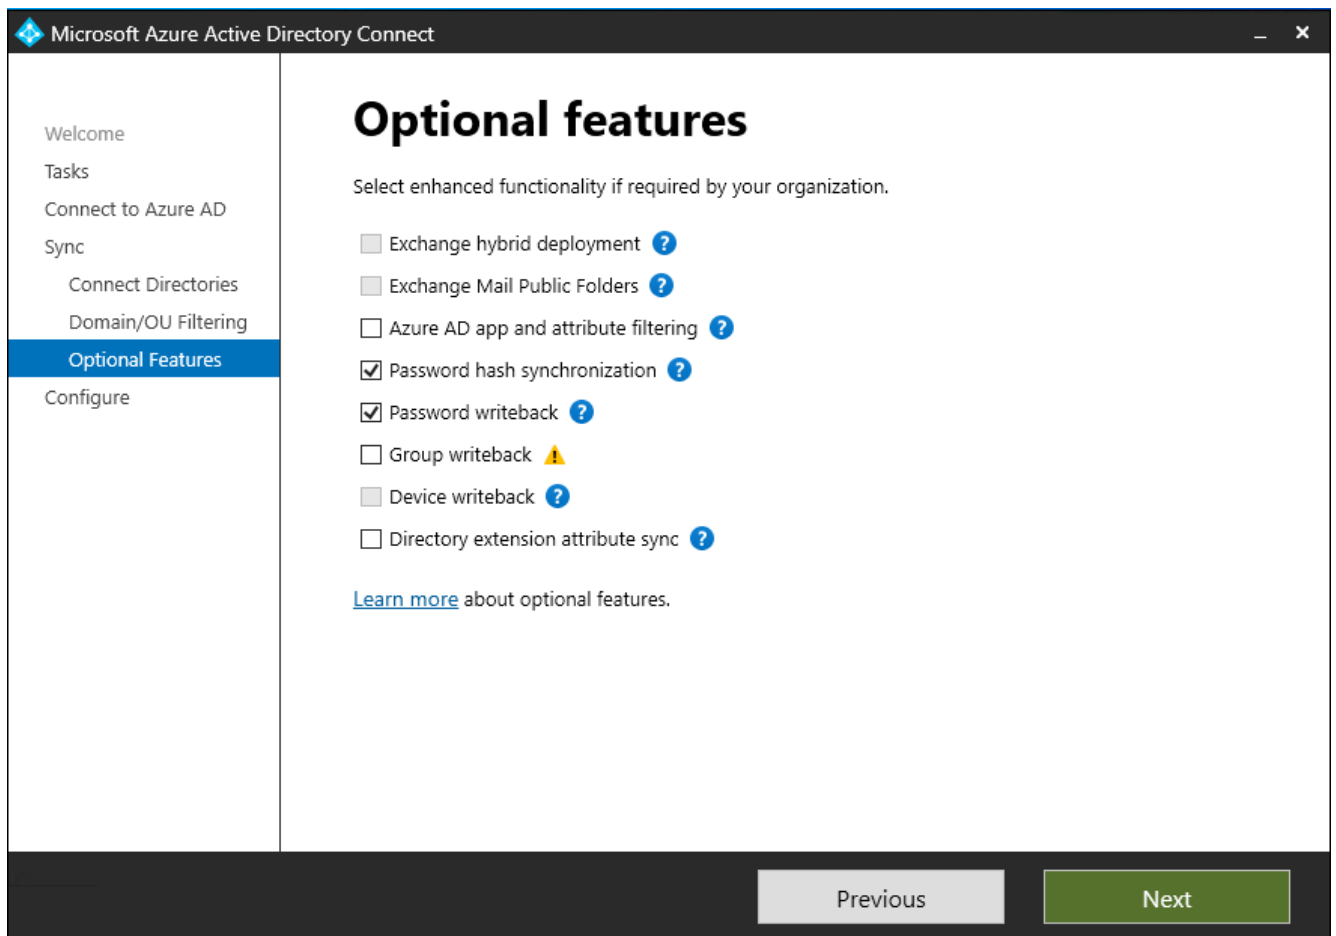 Microsoft Azure Active Directory Connect
Welcome
Tasks
Connect to Azure AD
Sync
Connect Directories
Domain/OU Filtering
Optional Features
Configure
Optional features
Select enhanced functionality if required by your organization.
Exchange hybrid deployment ?
Exchange Mail Public Folders ?
Azure AD app and attribute filtering ?
Password hash synchronization ?
Password writeback ?
Group writeback
Device writeback ?
Directory extension attribute sync ?
Learn more about optional features.
Previous
Next